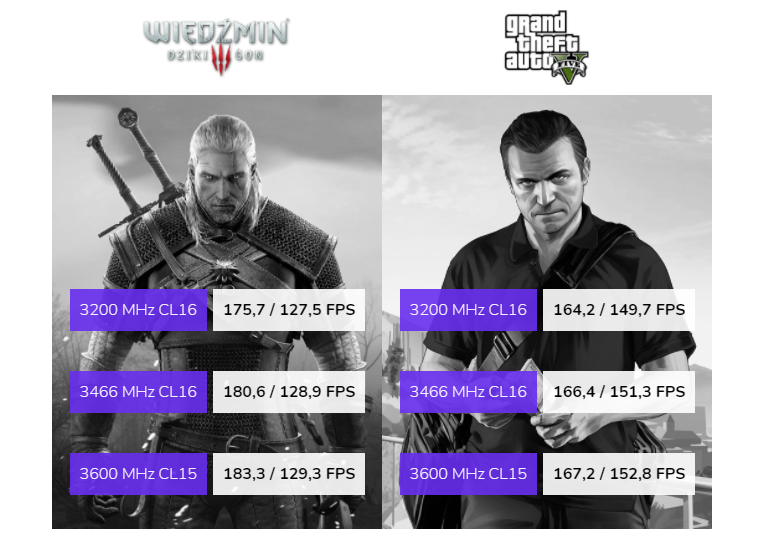 WIEDŹMIN
DZIKI III GON
grand
theft
auto V
FIVE
3200 MHz CL16 175,7 / 127,5 FPS
3466 MHz CL16 180,6 / 128,9 FPS
3600 MHz CL15 183,3 / 129,3 FPS
3200 MHz CL16 164,2 / 149,7 FPS
3466 MHz CL16 166,4 / 151,3 FPS
3600 MHz CL15 167,2 / 152,8 FPS